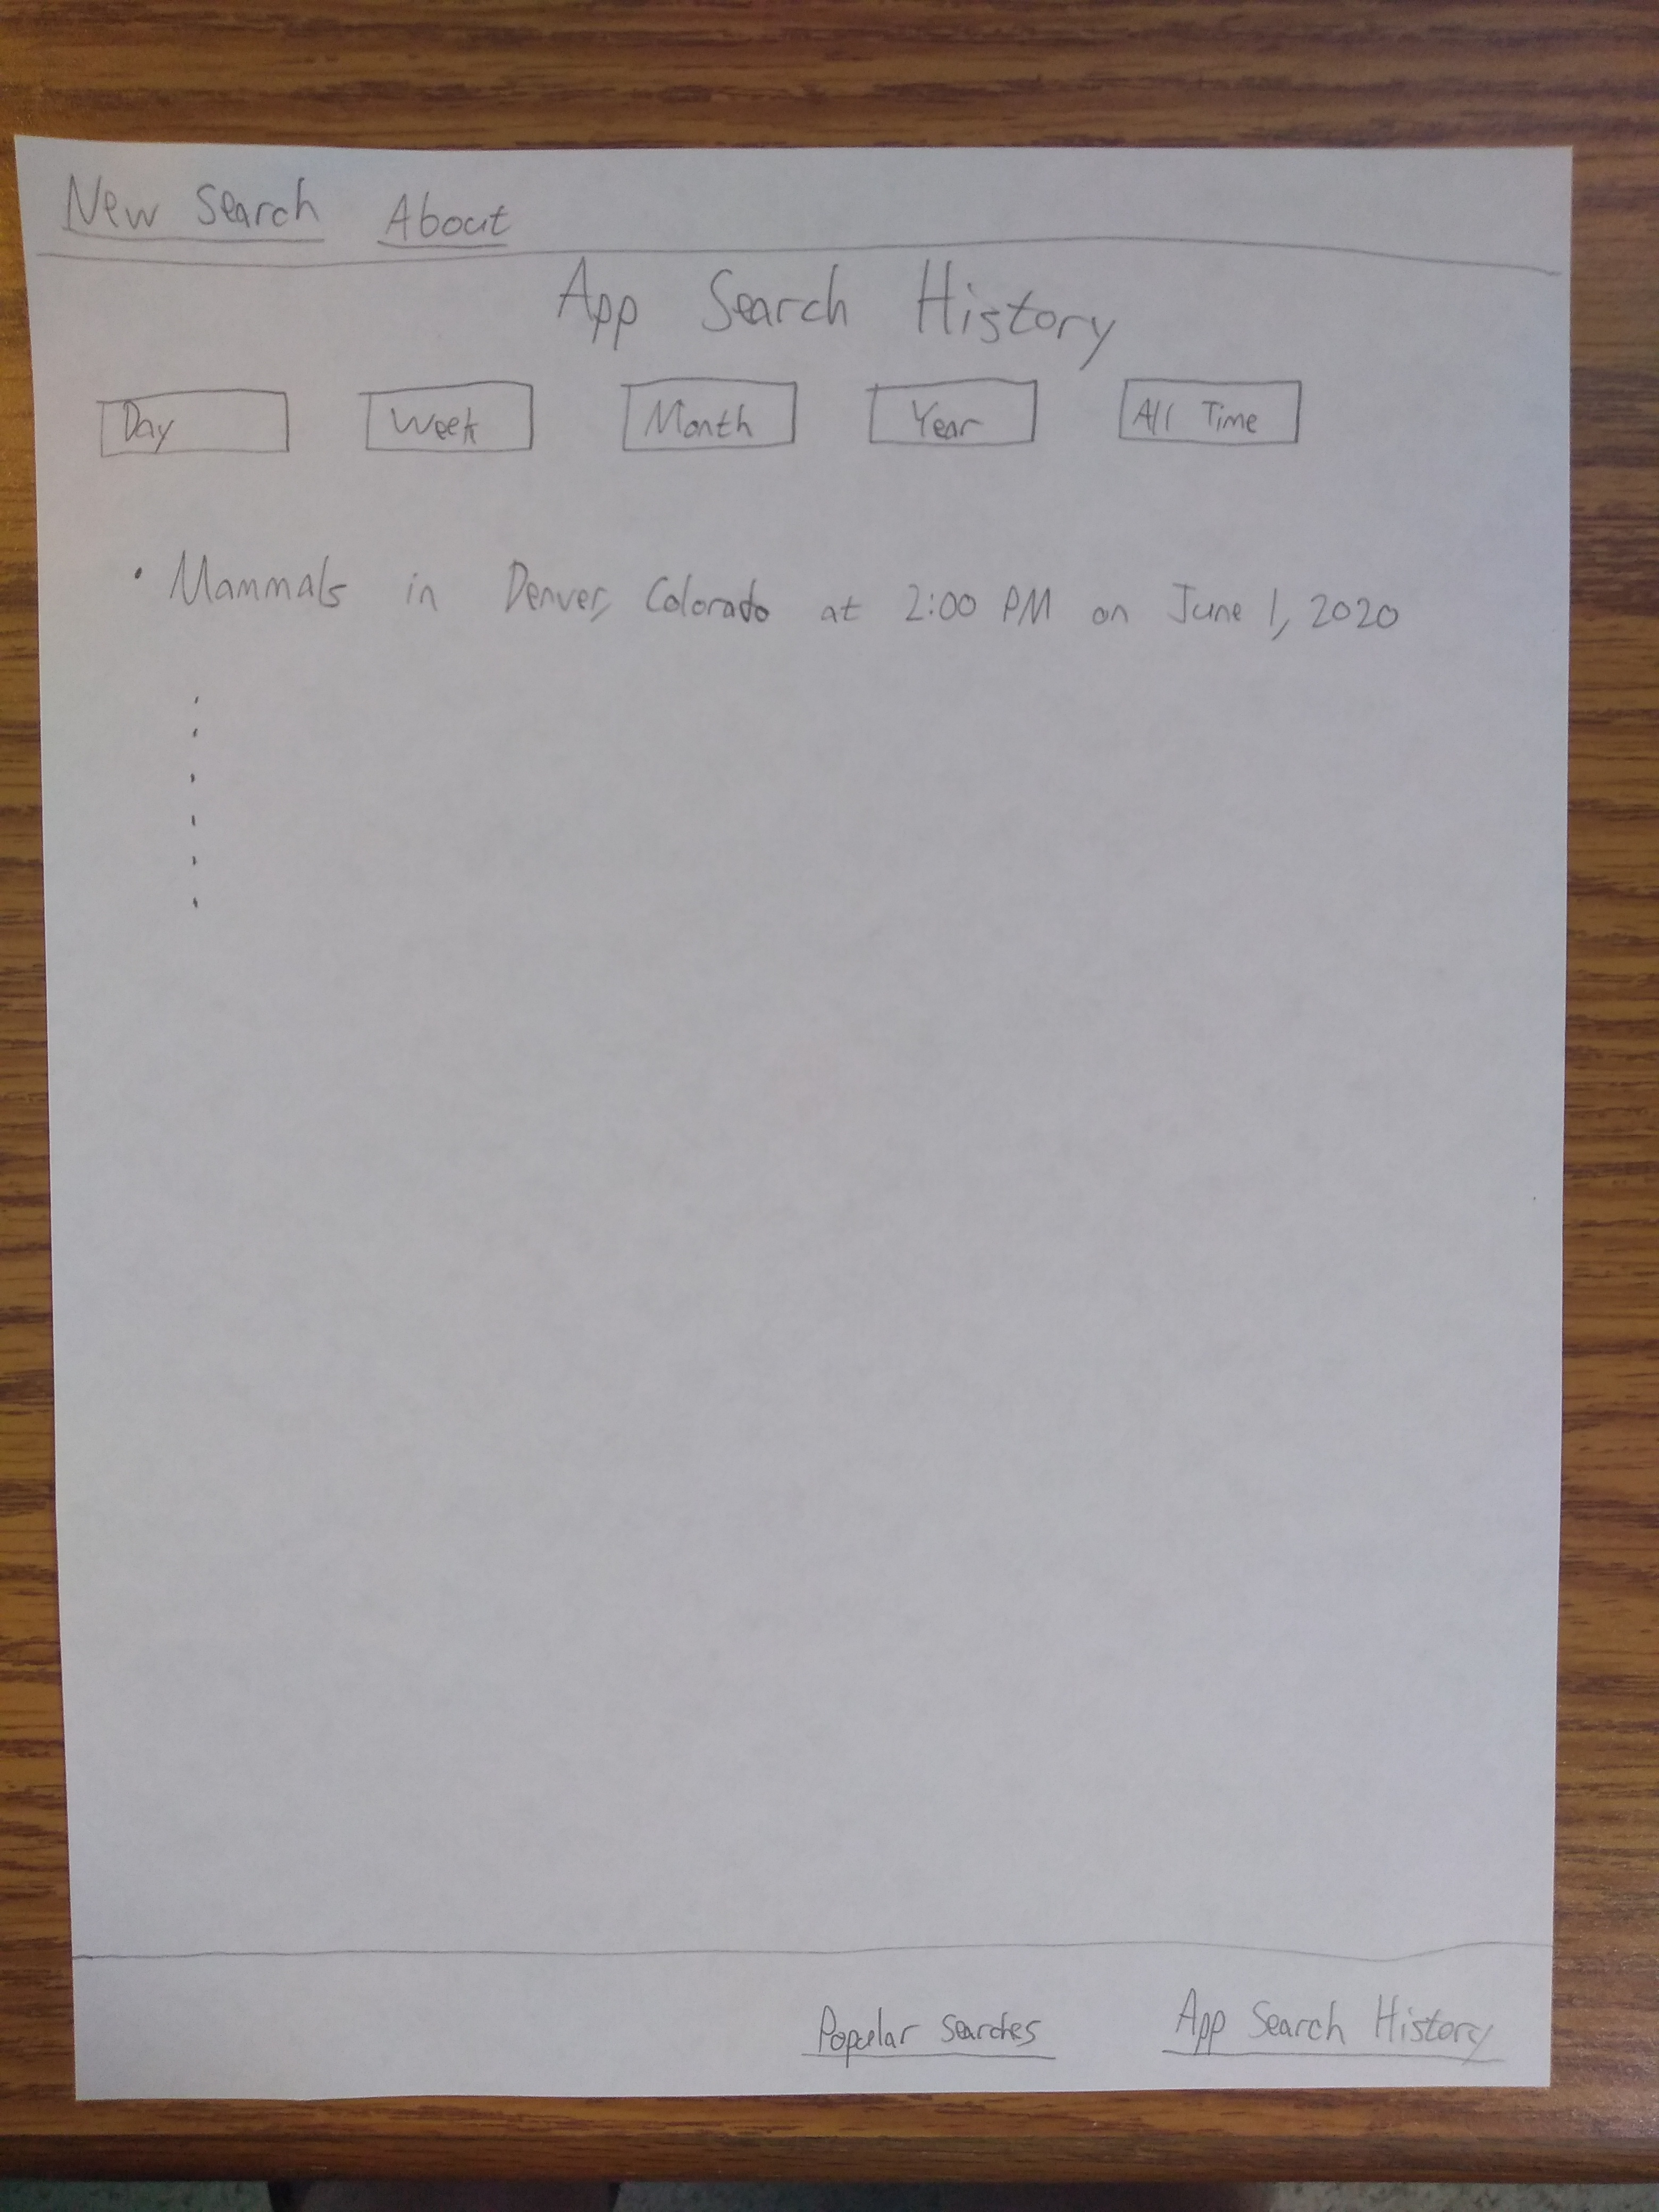 New Search About
App Search History
Day Week Month Year All Time
• Mammals in Denver, Colorado at 2:00 PM on June 1, 2020
Popular Searches App Search History